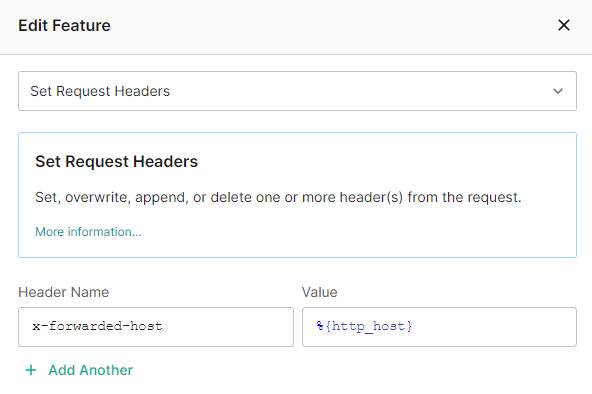 Edit Feature
Set Request Headers
Set Request Headers
Set, overwrite, append, or delete one or more header(s) from the request.
More information...
Header Name Value
x-forwarded-host %{http_host}
+ Add Another